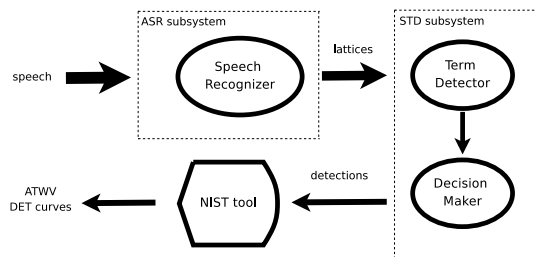 ASR subsystem
STD subsystem
speech
Speech
Recognizer
lattices
Term
Detector
Decision
Maker
detections
NIST tool
ATWV
DET curves